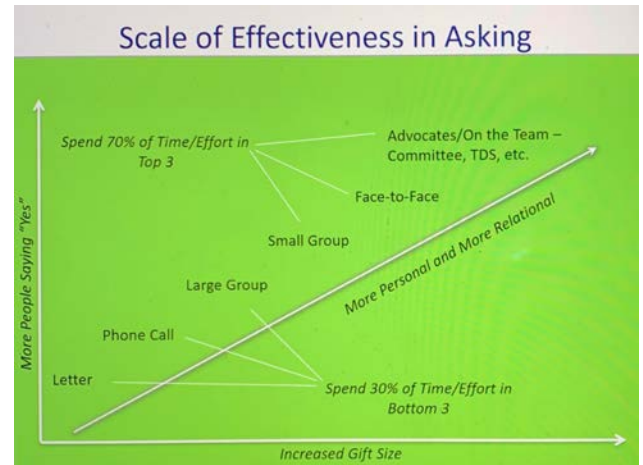 Scale of Effectiveness in Asking
Spend 70% of Time/Effort in
Top 3
Advocates/On the Team –
Committee, TDS, etc.
Face-to-Face
Small Group
Large Group
Phone Call
Letter
More People Saying “Yes”
More Personal and More Relational
Spend 30% of Time/Effort in
Bottom 3
Increased Gift Size